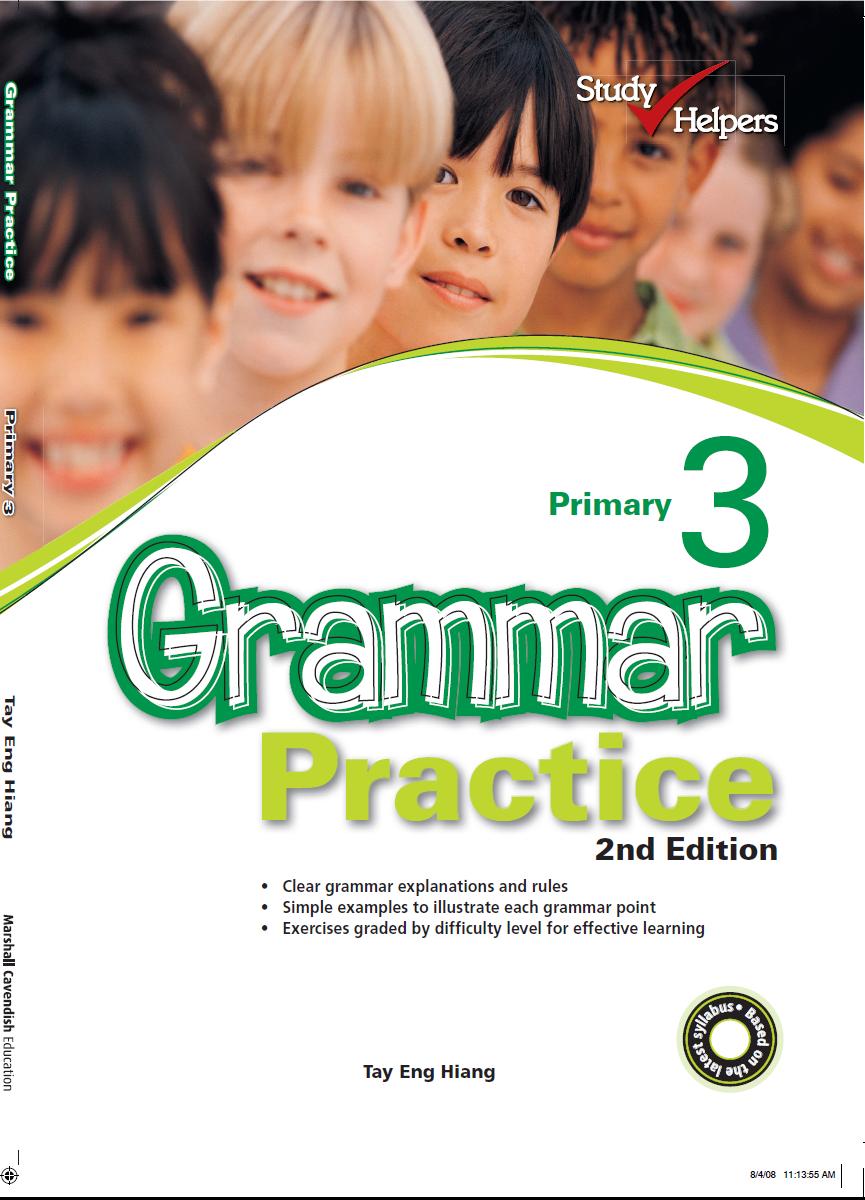 Study
Helpers
Primary 3
Grammar
Practice
2nd Edition
• Clear grammar explanations and rules
• Simple examples to illustrate each grammar point
• Exercises graded by difficulty level for effective learning
• Based on the latest syllabus
Tay Eng Hiang
Grammar Practice
Primary 3
Tay Eng Hiang
Marshall Cavendish Education
8/4/08 11:13:55 AM